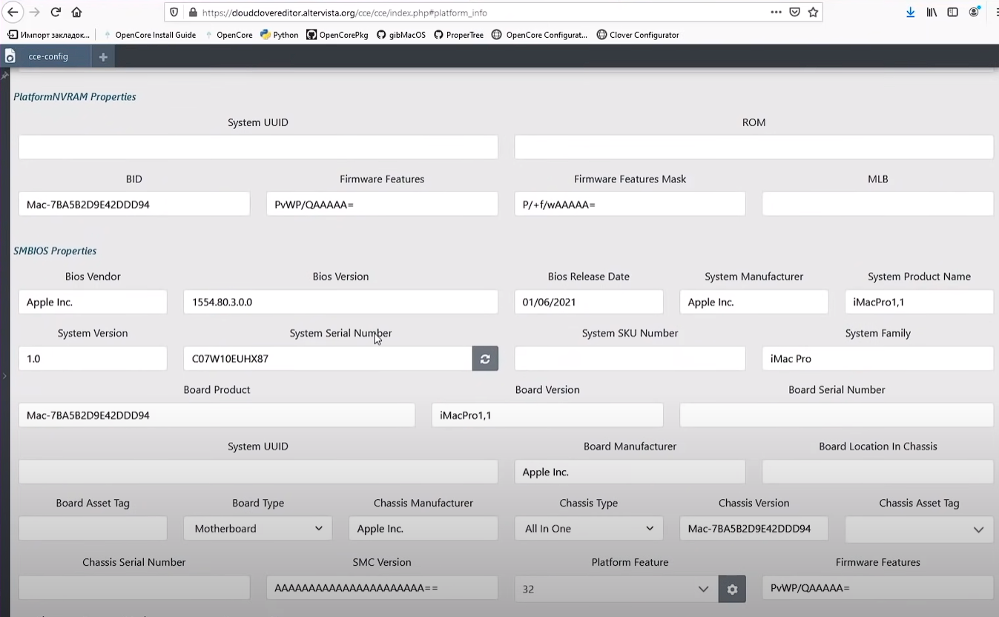 https://cloudclovereditor.altervista.org/cce/cce/index.php#platform_info
Импорт закладок... OpenCore Install Guide OpenCore Python OpenCorePkg gibMacOS ProperTree OpenCore Configurat... Clover Configurator
cce-config
PlatformNVRAM Properties
System UUID ROM
BID Firmware Features Firmware Features Mask MLB
Mac-7BA5B2D9E42DDD94 PvWP/QAAAAA= P/+f/wAAAAA=
SMBIOS Properties
Bios Vendor Bios Version Bios Release Date System Manufacturer System Product Name
Apple Inc. 1554.80.3.0.0 01/06/2021 Apple Inc. iMacPro1,1
System Version System Serial Number System SKU Number System Family
1.0 C07W10EUHX87 iMac Pro
Board Product Board Version Board Serial Number
Mac-7BA5B2D9E42DDD94 iMacPro1,1
System UUID Board Manufacturer Board Location In Chassis
Apple Inc.
Board Asset Tag Board Type Chassis Manufacturer Chassis Type Chassis Version Chassis Asset Tag
Motherboard Apple Inc. All In One Mac-7BA5B2D9E42DDD94
Chassis Serial Number SMC Version Platform Feature Firmware Features
AAAAAAAAAAAAAAAAAAAAAA== 32 PvWP/QAAAAA=